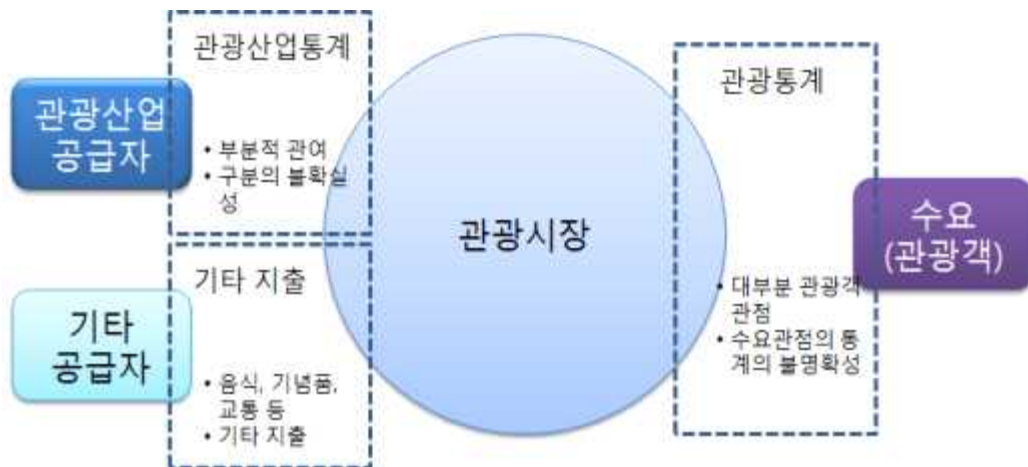 관광산업통계
관광산업
공급자
• 부분적 관여
• 구분의 불확실
성
기타 지출
기타
공급자
• 음식, 기념품,
교통 등
• 기타 지출
관광시장
관광통계
• 대부분 관광객
관점
• 수요관점의 통
계의 불명확성
수요
(관광객)